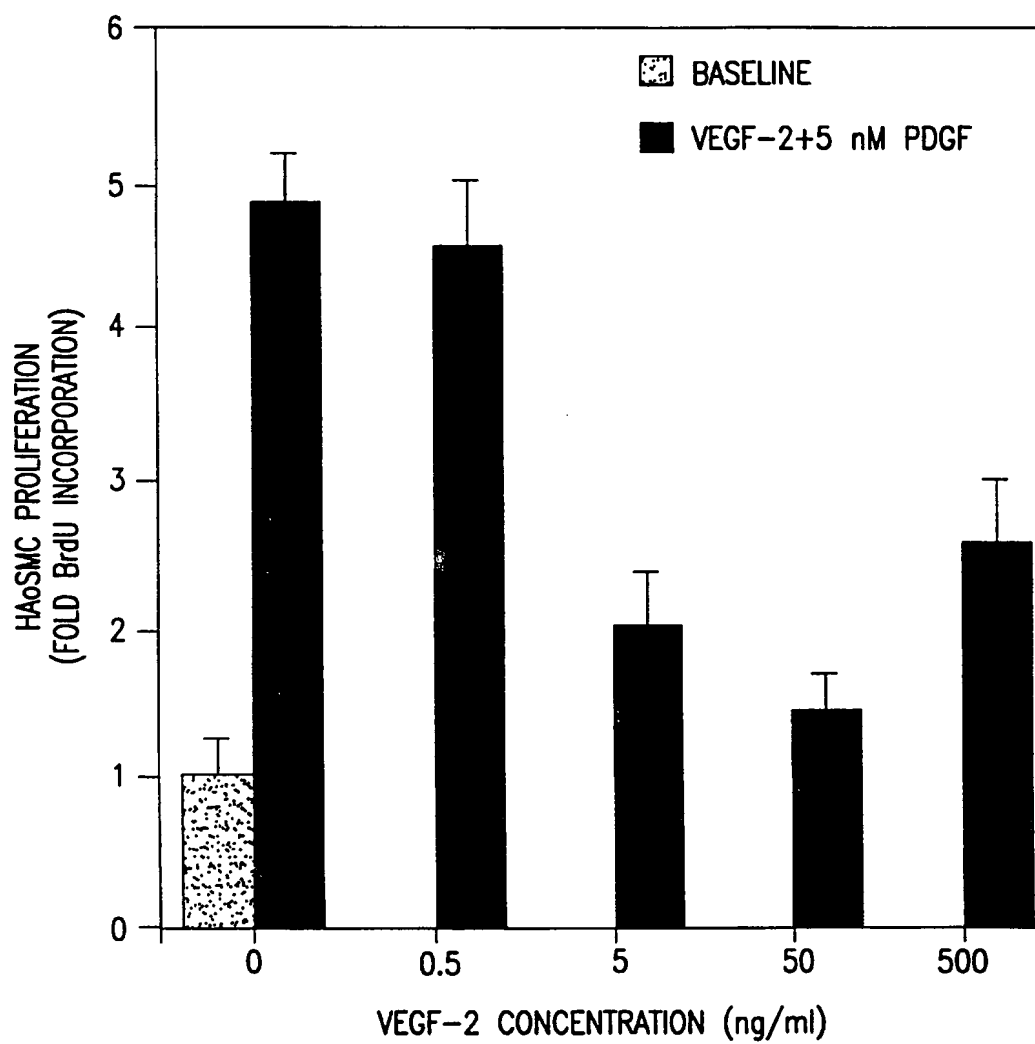 6
5
4
3
2
1
0
HAoSMC PROLIFERATION
(FOLD BrdU INCORPORATION)
BASELINE
VEGF-2+5 nM PDGF
0 0.5 5 50 500
VEGF-2 CONCENTRATION (ng/ml)